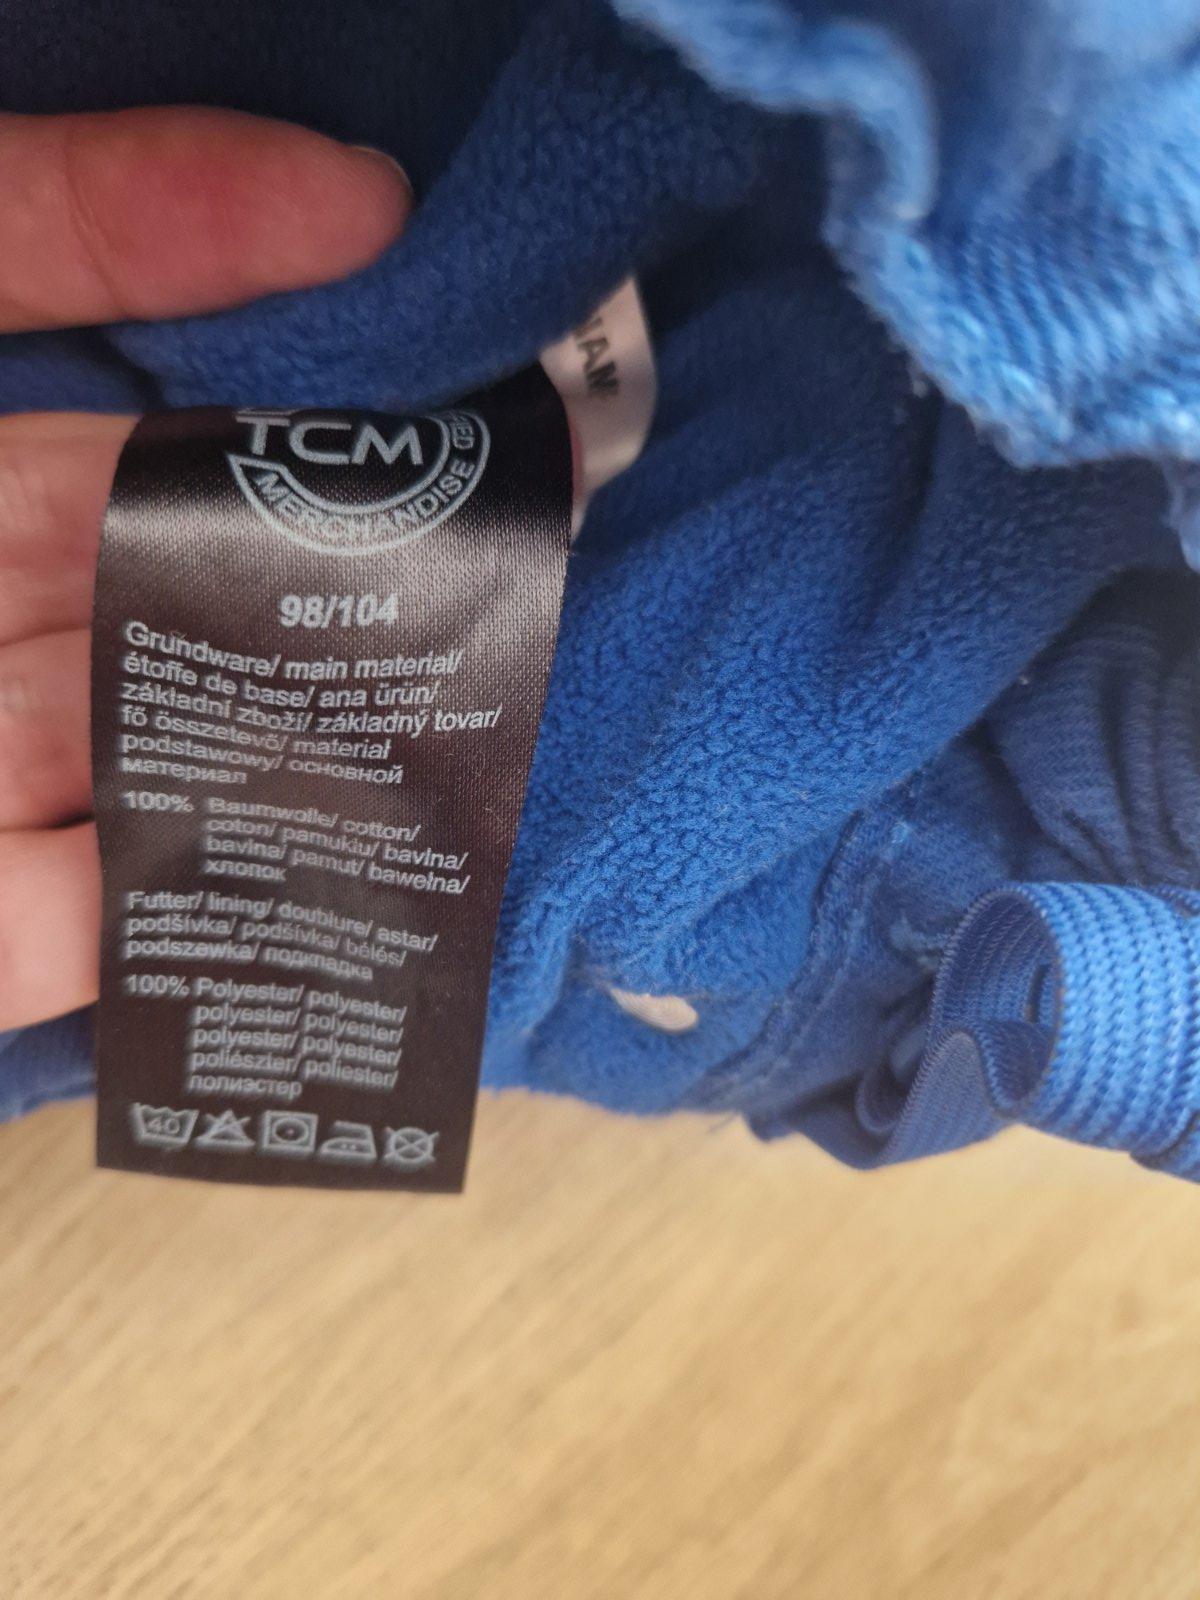 NAM
TCM
MERCHANDISE
98/104
Grundware/ main material/
étoffe de base/ ana ürün/
základní zboží/ základný tovar/
fő összetevő/ materiał
podstawowy/ основной
материал
100% Baumwolle/ cotton/
coton/ pamuklu/ bavlna/
bavlna/ pamut/ bawełna/
хлопок
Futter/ lining/ doublure/ astar/
podšívka/ podšívka/ bélés/
podszewka/ подкладка
100% Polyester/ polyester/
polyester/ polyester/
polyester/ polyester/
poliészter/ poliester/
полиэстер
40